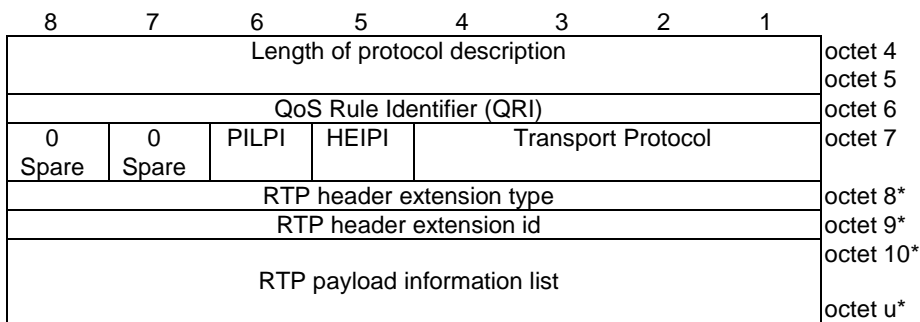 8 7 6 5 4 3 2 1
Length of protocol description octet 4
octet 5
QoS Rule Identifier (QRI) octet 6
0 0 PILPI HEIPI Transport Protocol octet 7
Spare Spare
RTP header extension type octet 8*
RTP header extension id octet 9*
octet 10*
RTP payload information list
octet u*